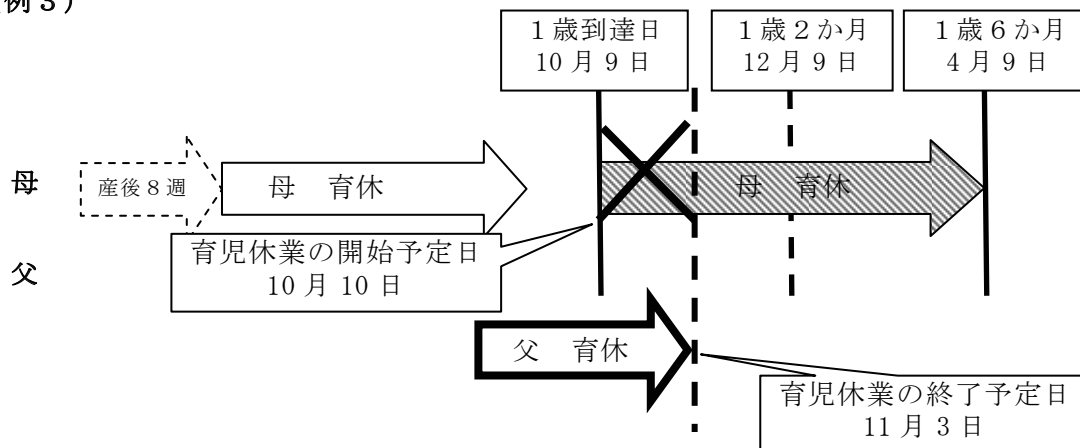 例3）
1歳到達日
10月9日
1歳2か月
12月9日
1歳6か月
4月9日
母
産後8週
母 育休
母 育休
育児休業の開始予定日
10月10日
父
父 育休
育児休業の終了予定日
11月3日